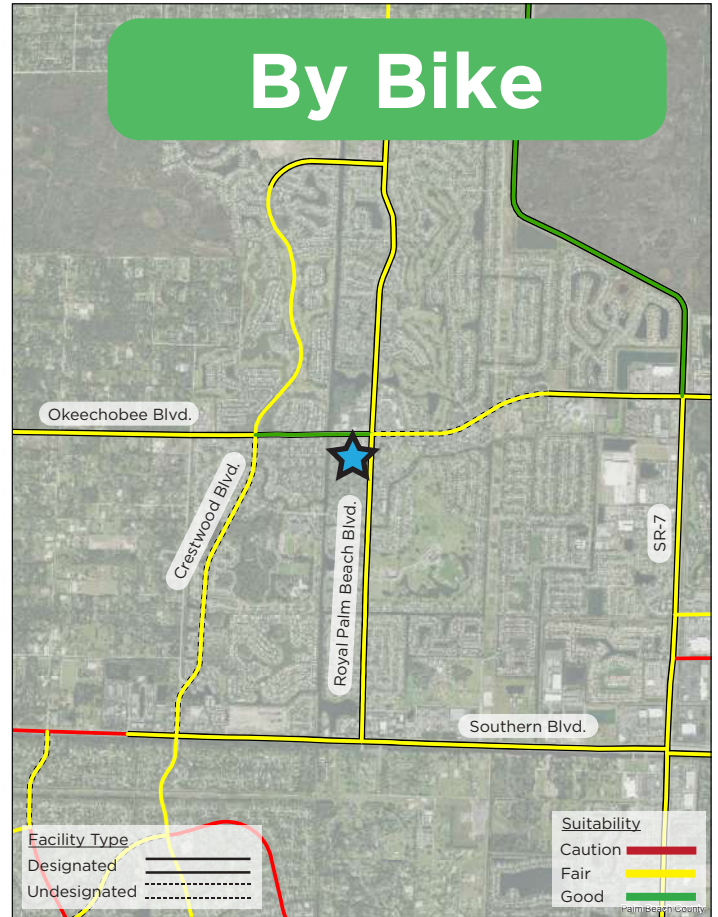 By Bike
Okeechobee Blvd.
Crestwood Blvd.
Royal Palm Beach Blvd.
SR-7
Southern Blvd.
Facility Type
Designated
Undesignated
Suitability
Caution
Fair
Good
Palm Beach County